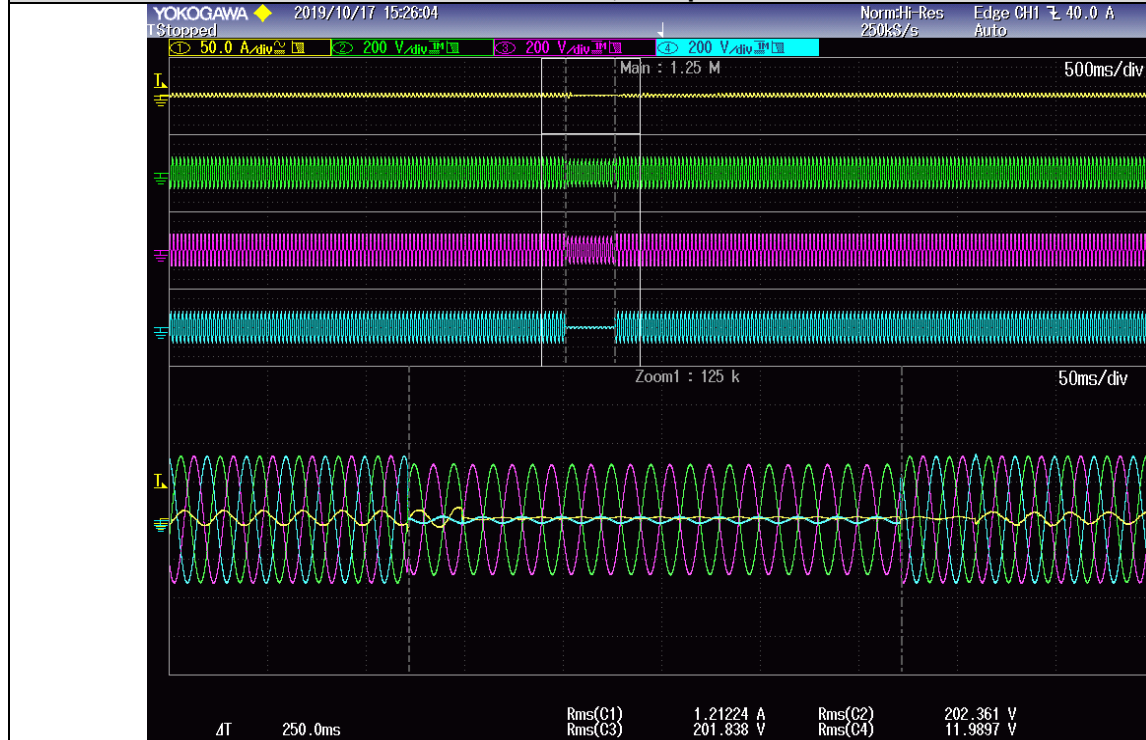 YOKOGAWA 2019/10/17 15:26:04 Norm:Hi-Res Edge CH1 40.0 A
Stopped 250kS/s Auto
1 50.0 A/div 2 200 V/div 3 200 V/div 4 200 V/div
Main : 1.25 M 500ms/div
Zoom1 : 125 k 50ms/div
Rms(C1) 1.21224 A Rms(C2) 202.361 V
ΔT 250.0ms Rms(C3) 201.838 V Rms(C4) 11.9897 V